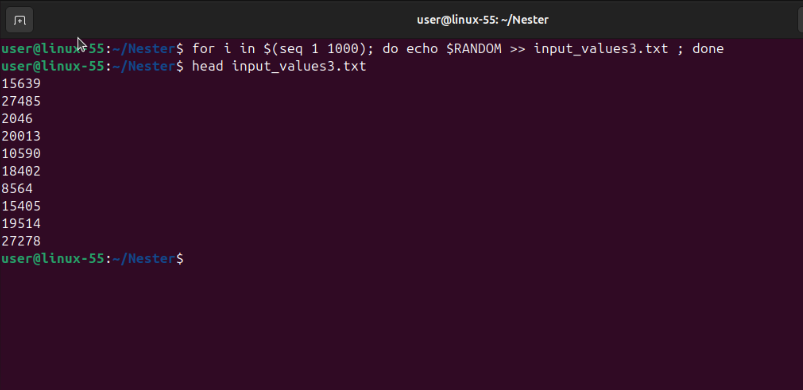 user@linux-55: ~/Nester
user@linux-55:~/Nester$ for i in $(seq 1 1000); do echo $RANDOM >> input_values3.txt ; done
user@linux-55:~/Nester$ head input_values3.txt
15639
27485
2046
20013
10590
18402
8564
15405
19514
27278
user@linux-55:~/Nester$